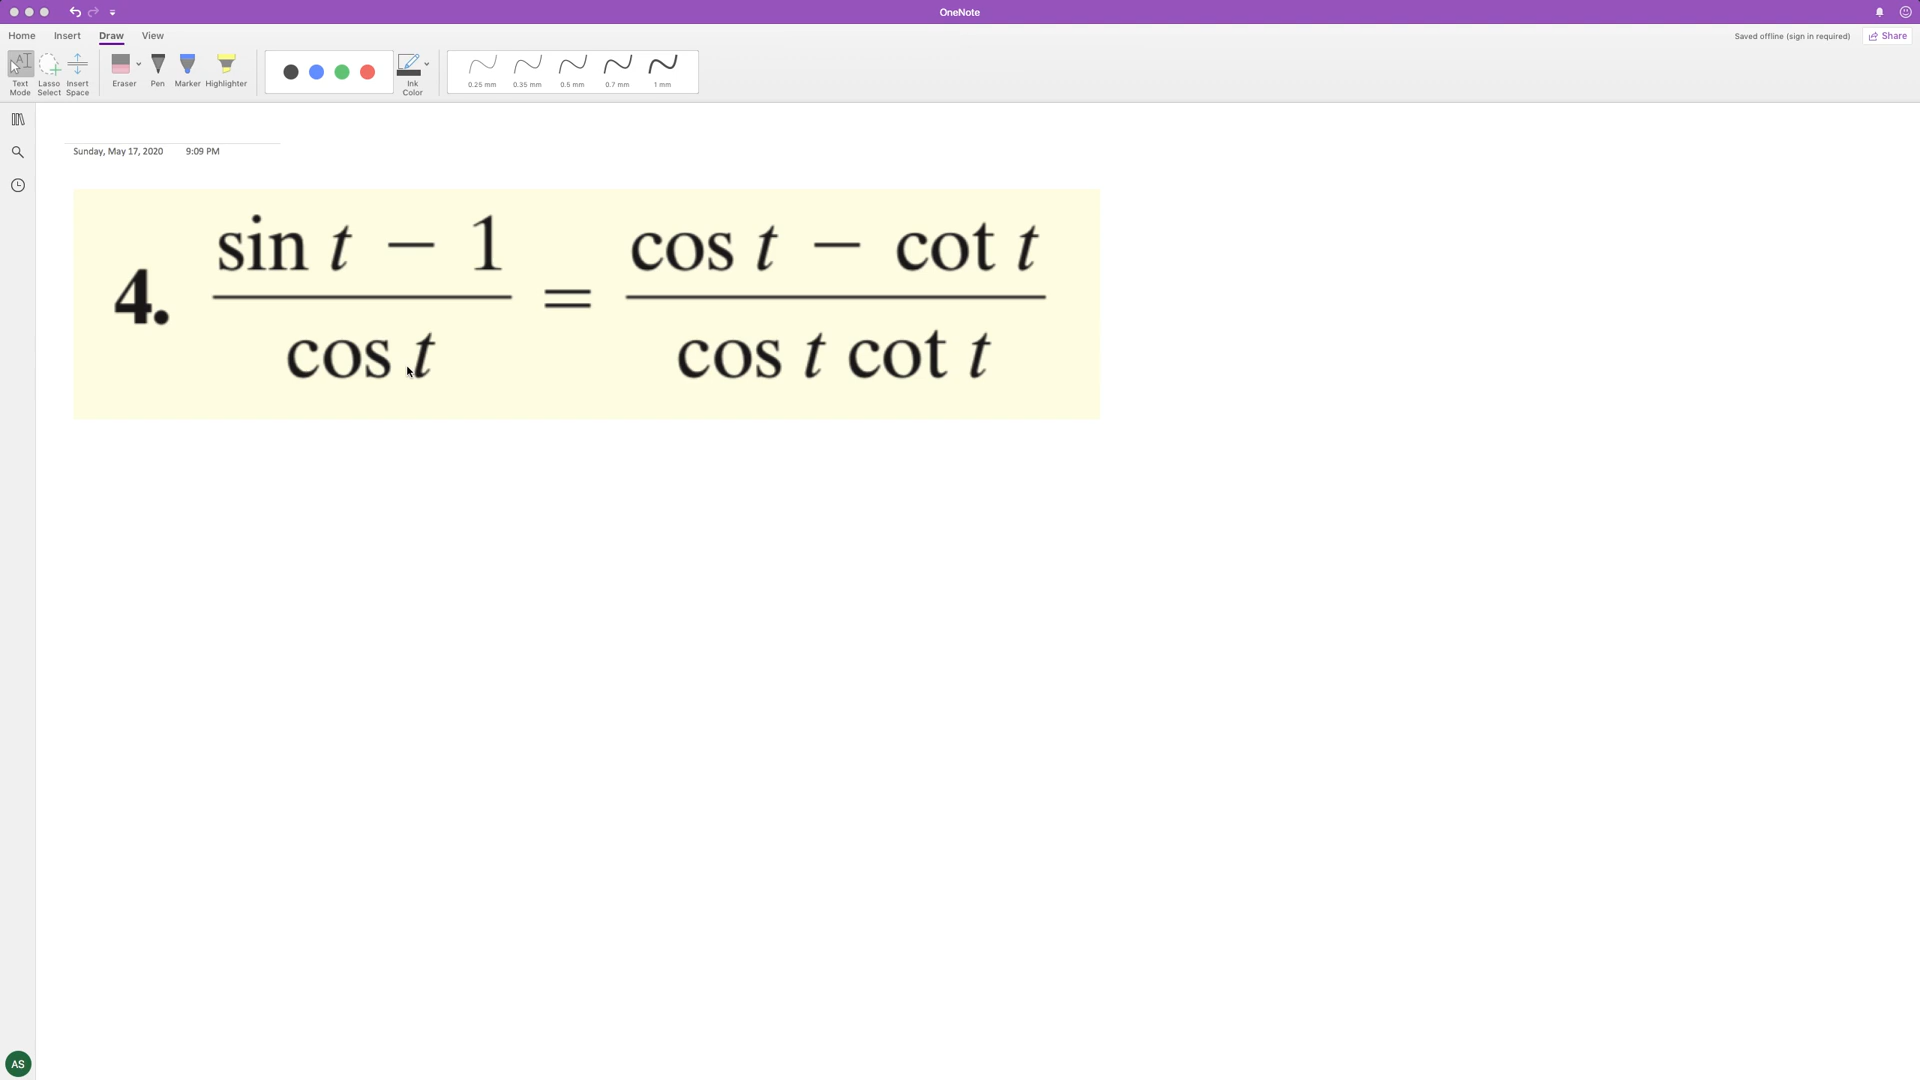 OneNote
Home Insert Draw View
Saved offline (sign in required) Share
Text Mode
Lasso Select
Insert Space
Eraser
Pen
Marker
Highlighter
Ink Color
0.25 mm 0.35 mm 0.5 mm 0.7 mm 1 mm
Sunday, May 17, 2020 9:09 PM
4. (sin t − 1) / (cos t) = (cos t − cot t) / (cos t cot t)
AS